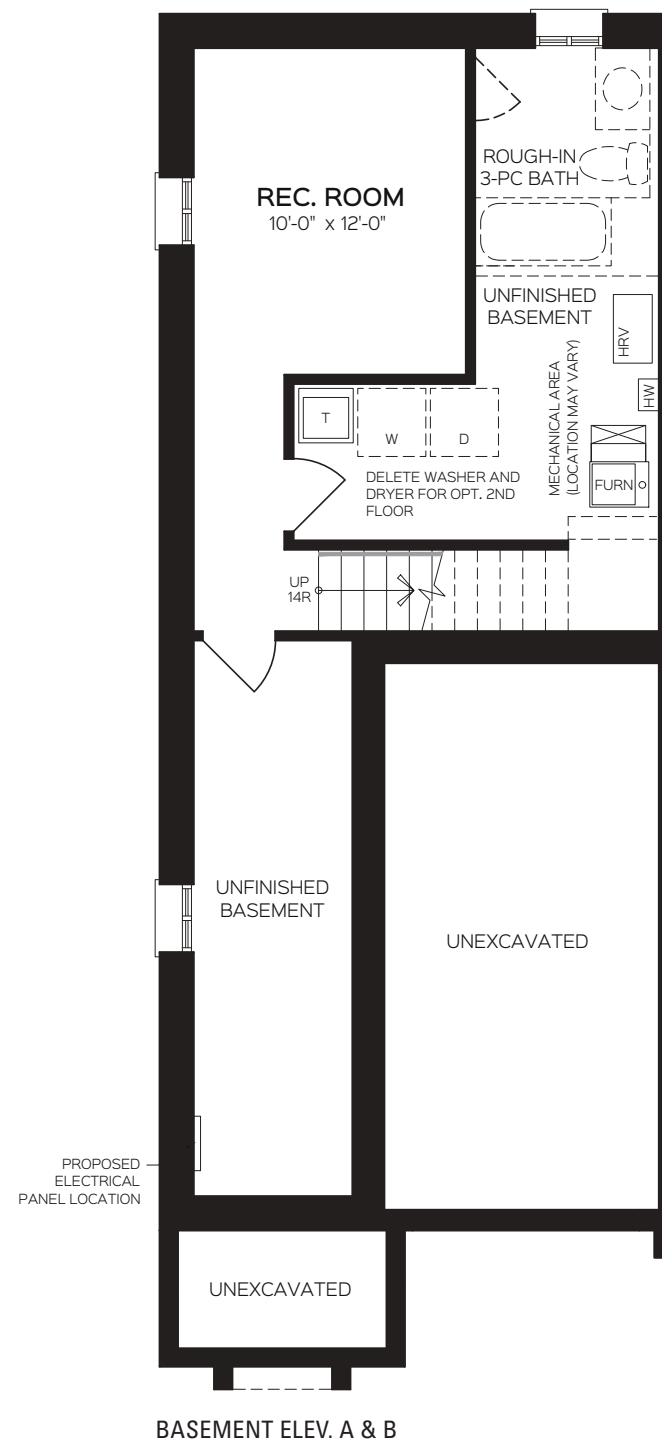 REC. ROOM
10'-0" x 12'-0"
ROUGH-IN
3-PC BATH
UNFINISHED
BASEMENT
HRV
HW
MECHANICAL AREA
(LOCATION MAY VARY)
FURN
T
W
D
DELETE WASHER AND
DRYER FOR OPT. 2ND
FLOOR
UP
14R
UNFINISHED
BASEMENT
UNEXCAVATED
PROPOSED
ELECTRICAL
PANEL LOCATION
UNEXCAVATED
BASEMENT ELEV. A & B